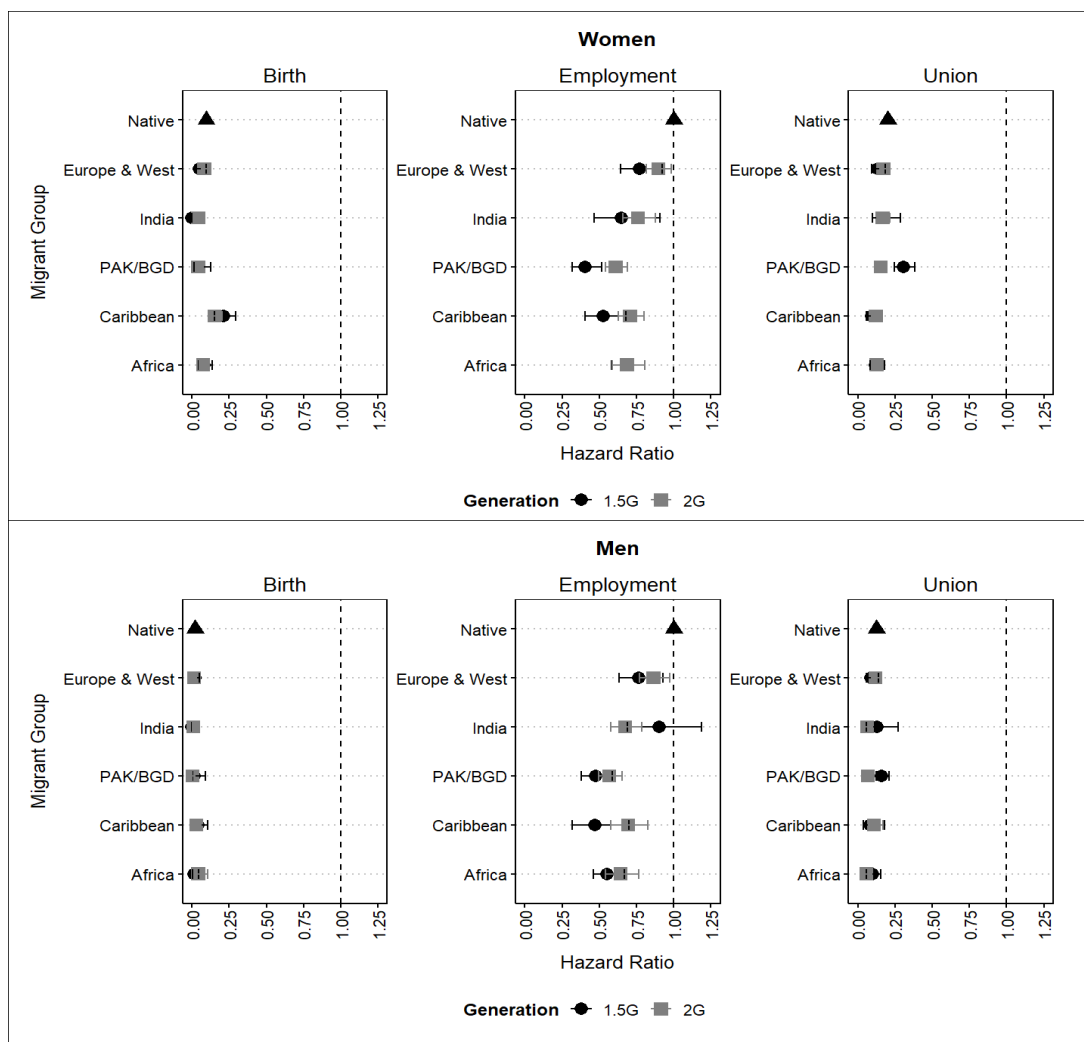 Women
Birth Employment Union
Migrant Group
Native Native Native
Europe & West Europe & West Europe & West
India India India
PAK/BGD PAK/BGD PAK/BGD
Caribbean Caribbean Caribbean
Africa Africa Africa
0.00 0.25 0.50 0.75 1.00 1.25 0.00 0.25 0.50 0.75 1.00 1.25 0.00 0.25 0.50 0.75 1.00 1.25
Hazard Ratio
Generation 1.5G 2G
Men
Birth Employment Union
Migrant Group
Native Native Native
Europe & West Europe & West Europe & West
India India India
PAK/BGD PAK/BGD PAK/BGD
Caribbean Caribbean Caribbean
Africa Africa Africa
0.00 0.25 0.50 0.75 1.00 1.25 0.00 0.25 0.50 0.75 1.00 1.25 0.00 0.25 0.50 0.75 1.00 1.25
Hazard Ratio
Generation 1.5G 2G